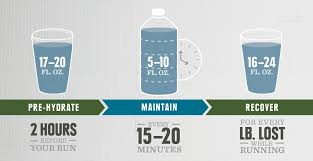 17–20
FL. OZ.
5–10
FL. OZ.
16–24
FL. OZ.
PRE-HYDRATE
MAINTAIN
RECOVER
2 HOURS
BEFORE
YOUR RUN
EVERY
15–20
MINUTES
FOR EVERY
LB. LOST
WHILE
RUNNING